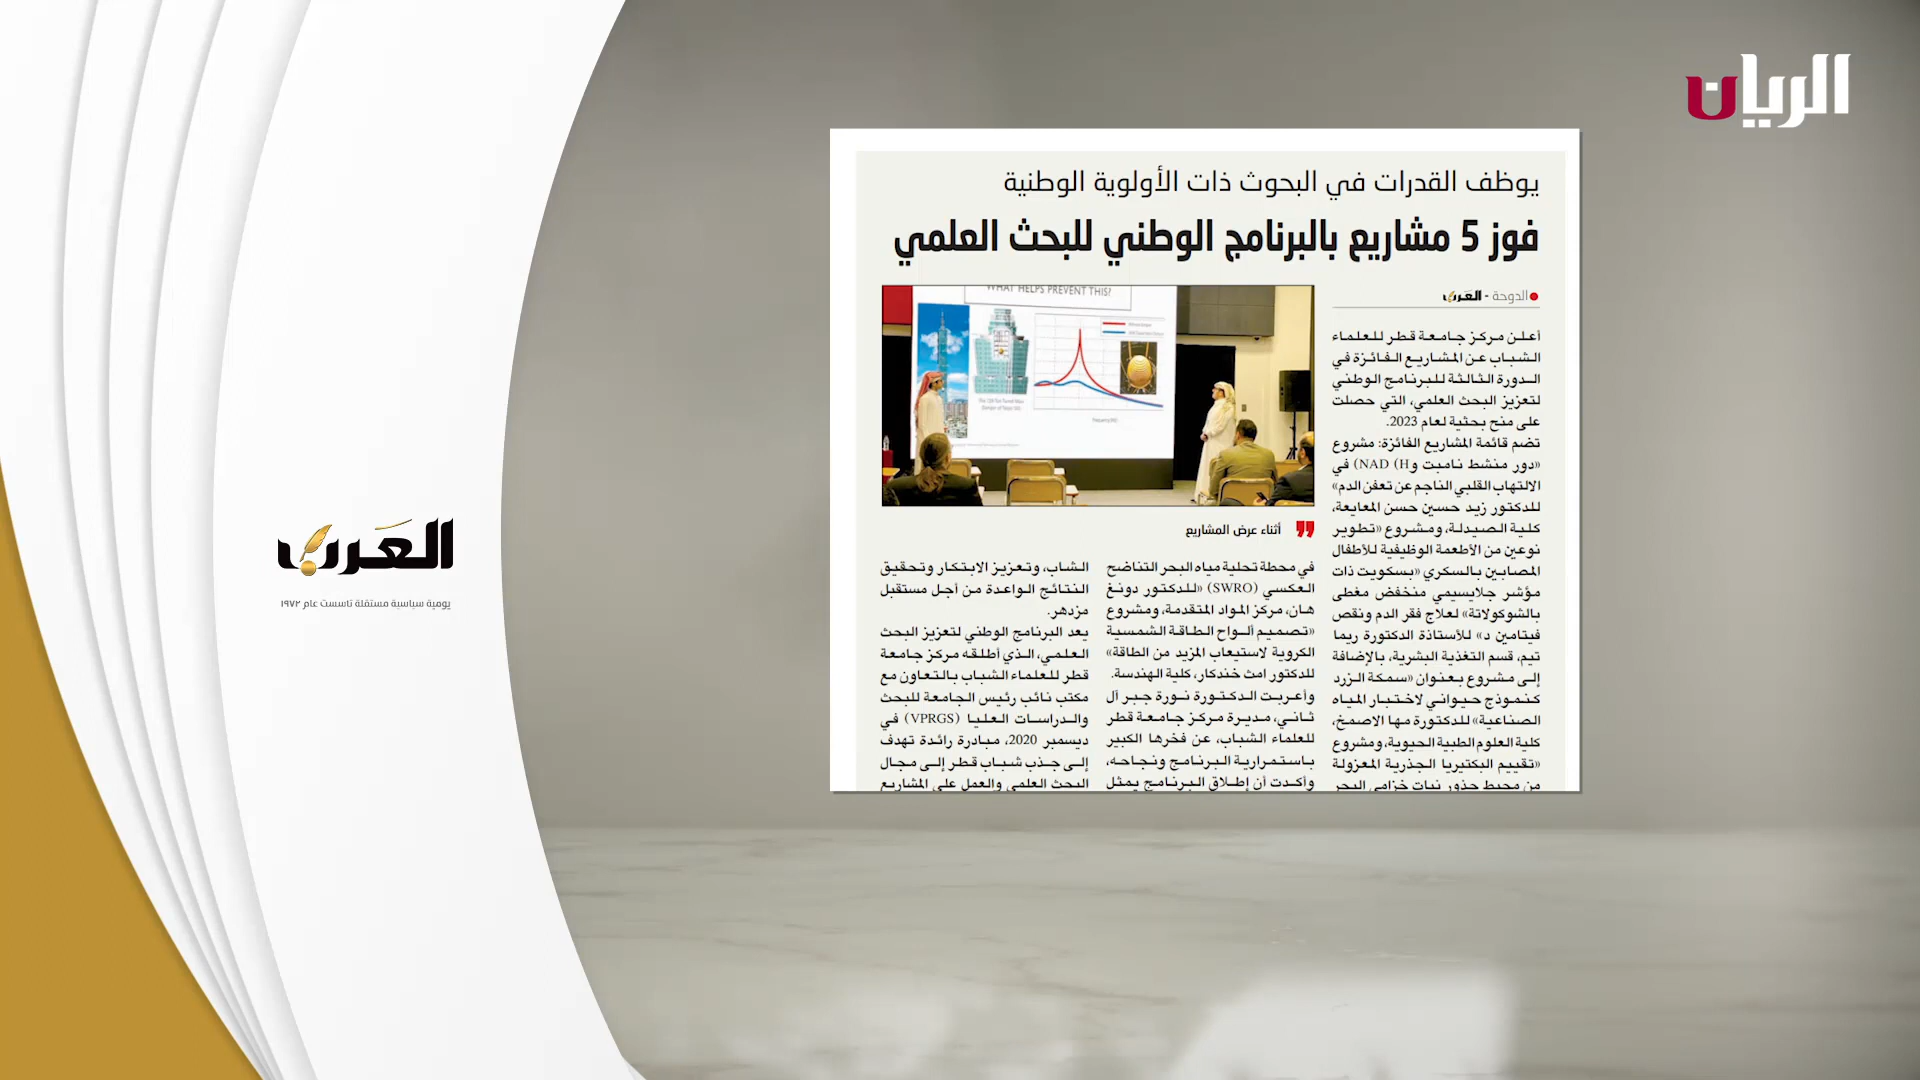 الريان
يوظف القدرات في البحوث ذات الأولوية الوطنية
فوز 5 مشاريع بالبرنامج الوطني للبحث العلمي
الدوحة - العرب
أعلن مركز جامعة قطر للعلماء
الشباب عن المشاريع الفائزة في
الدورة الثالثة للبرنامج الوطني
لتعزيز البحث العلمي، التي حصلت
على منح بحثية لعام 2023.
تضم قائمة المشاريع الفائزة: مشروع
«دور منشط نامبت وNAD (H) في
الالتهاب القلبي الناجم عن تعفن الدم»
للدكتور زيد حسين حسن المعايعة،
كلية الصيدلة، ومشروع «تطوير
نوعين من الأطعمة الوظيفية للأطفال
المصابين بالسكري «بسكويت ذات
مؤشر جلايسيمي منخفض مغطى
بالشوكولاتة» لعلاج فقر الدم ونقص
فيتامين د» للأستاذة الدكتورة ريما
تيم، قسم التغذية البشرية، بالإضافة
إلى مشروع بعنوان «سمكة الزرد
كنموذج حيواني لاختبار المياه
الصناعية» للدكتورة مها الاصمخ،
كلية العلوم الطبية الحيوية، ومشروع
«تقييم البكتيريا الجذرية المعزولة
من محيط جذور نبات خزامى البحر
WHAT HELPS PREVENT THIS?
أثناء عرض المشاريع
في محطة تحلية مياه البحر التناضح
العكسي (SWRO) «للدكتور دونغ
هان، مركز المواد المتقدمة، ومشروع
«تصميم ألواح الطاقة الشمسية
الكروية لاستيعاب المزيد من الطاقة»
للدكتور امث خندكار، كلية الهندسة.
وأعربت الدكتورة نورة جبر آل
ثاني، مديرة مركز جامعة قطر
للعلماء الشباب، عن فخرها الكبير
باستمرارية البرنامج ونجاحه،
وأكدت أن إطلاق البرنامج يمثل
الشباب، وتعزيز الابتكار وتحقيق
النتائج الواعدة من أجل مستقبل
مزدهر.
يعد البرنامج الوطني لتعزيز البحث
العلمي، الذي أطلقه مركز جامعة
قطر للعلماء الشباب بالتعاون مع
مكتب نائب رئيس الجامعة للبحث
والدراسات العليا (VPRGS) في
ديسمبر 2020، مبادرة رائدة تهدف
إلى جذب شباب قطر إلى مجال
البحث العلمي والعمل على المشاريع
العرب
يومية سياسية مستقلة تاسست عام ١٩٧٢